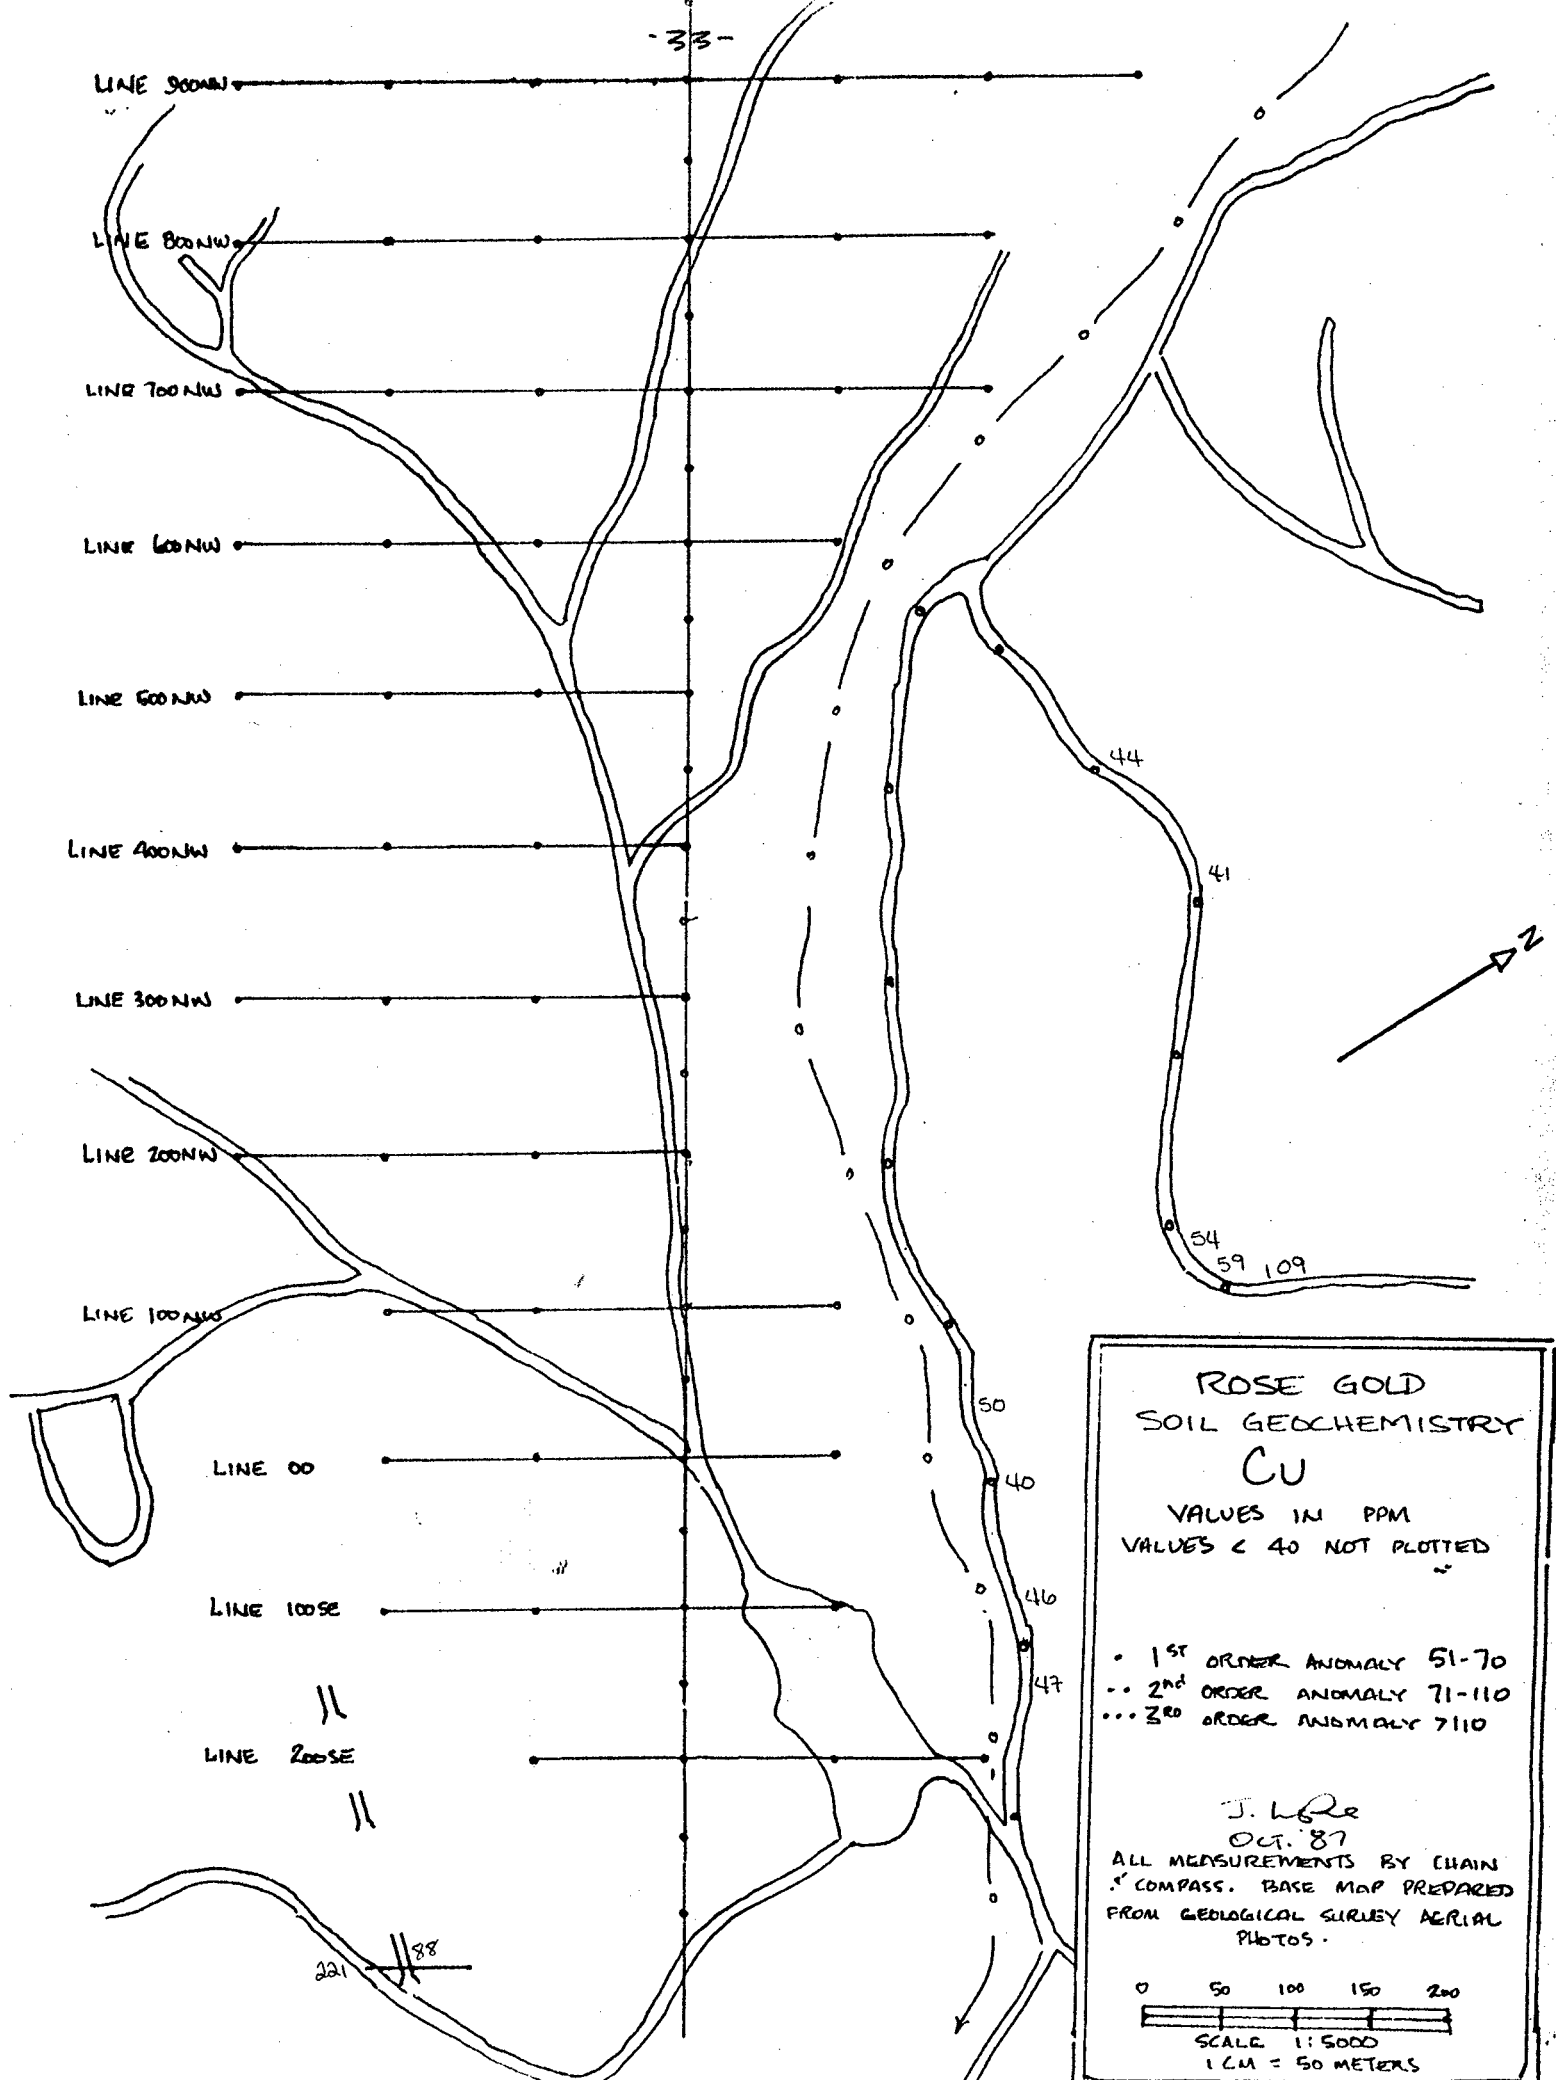 -33-
LINE 900NW
LINE 800NW
LINE 700NW
LINE 600NW
LINE 500NW
44
LINE 400NW
41
N
LINE 300NW
LINE 200NW
54
59 109
LINE 100NW
50
LINE 00
40
46
LINE 100SE
47
LINE 200SE
88
221
ROSE GOLD
SOIL GEOCHEMISTRY
Cu
VALUES IN PPM
VALUES < 40 NOT PLOTTED
• 1ST ORDER ANOMALY 51-70
•• 2nd ORDER ANOMALY 71-110
••• 3RD ORDER ANOMALY >110
J.
OCT. '87
ALL MEASUREMENTS BY CHAIN
& COMPASS. BASE MAP PREPARED
FROM GEOLOGICAL SURVEY AERIAL
PHOTOS.
0 50 100 150 200
SCALE 1:5000
1 CM = 50 METERS